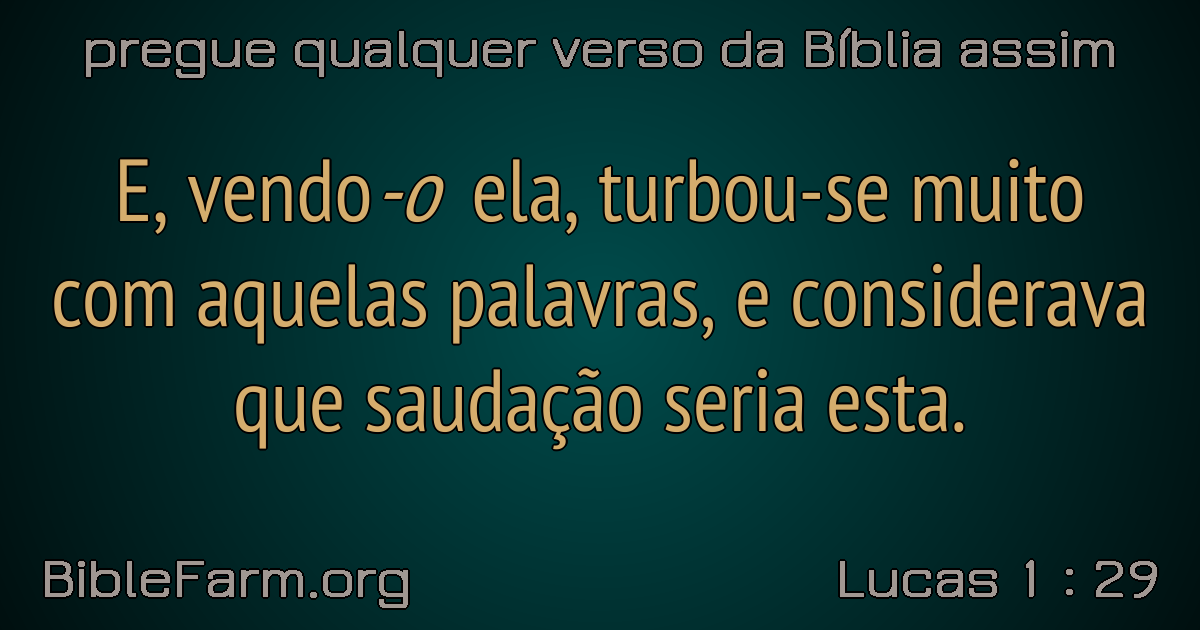 pregue qualquer verso da Bíblia assim
E, vendo-o ela, turbou-se muito
com aquelas palavras, e considerava
que saudação seria esta.
BibleFarm.org
Lucas 1 : 29